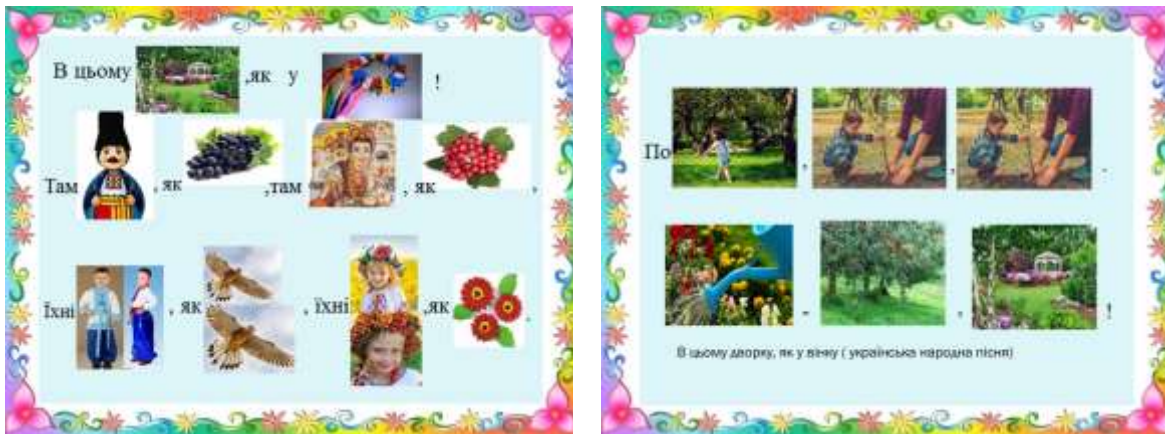 В цьому ,як у !
Там , як ,там , як ,
Їхні , як , їхні ,як .
По , , .
- , !
В цьому дворку, як у вінку ( українська народна пісня)